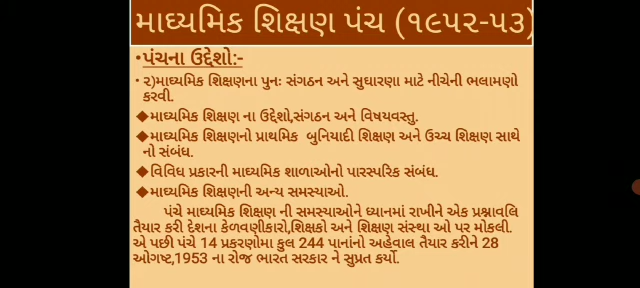 માધ્યમિક શિક્ષણ પંચ (૧૯૫૨-૫૩)
•પંચના ઉદ્દેશો:-
• ૨)માધ્યમિક શિક્ષણના પુનઃ સંગઠન અને સુધારણા માટે નીચેની ભલામણો
કરવી.
◆માધ્યમિક શિક્ષણ ના ઉદ્દેશો,સંગઠન અને વિષયવસ્તુ.
◆માધ્યમિક શિક્ષણનો પ્રાથમિક બુનિયાદી શિક્ષણ અને ઉચ્ચ શિક્ષણ સાથે
નો સંબંધ.
◆વિવિધ પ્રકારની માધ્યમિક શાળાઓનો પારસ્પરિક સંબંધ.
◆માધ્યમિક શિક્ષણની અન્ય સમસ્યાઓ.
પંચે માધ્યમિક શિક્ષણ ની સમસ્યાઓને ધ્યાનમાં રાખીને એક પ્રશ્નાવલિ
તૈયાર કરી દેશના કેળવણીકારો,શિક્ષકો અને શિક્ષણ સંસ્થા ઓ પર મોકલી.
એ પછી પંચે 14 પ્રકરણોમા કુલ 244 પાનાંનો અહેવાલ તૈયાર કરીને 28
ઓગષ્ટ,1953 ના રોજ ભારત સરકાર ને સુપ્રત કર્યો.